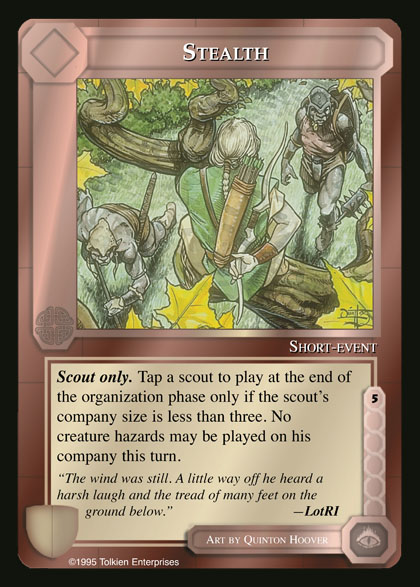 Stealth
Short-event
Scout only. Tap a scout to play at the end of
the organization phase only if the scout's
company size is less than three. No
creature hazards may be played on his
company this turn.
5
“The wind was still. A little way off he heard a
harsh laugh and the tread of many feet on the
ground below.” –LotRI
Art by Quinton Hoover
©1995 Tolkien Enterprises